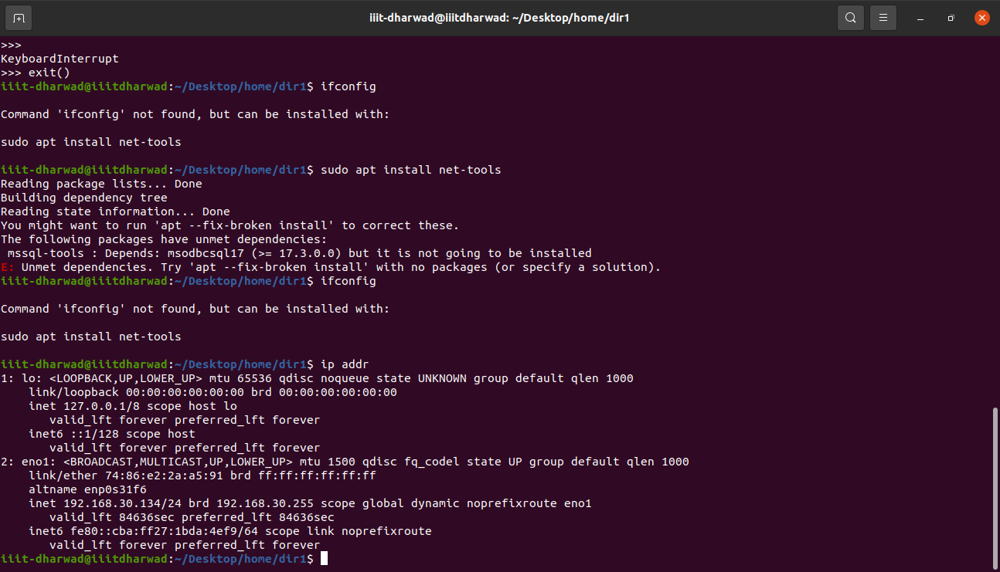 iiit-dharwad@iiitdharwad: ~/Desktop/home/dir1
>>>
KeyboardInterrupt
>>> exit()
iiit-dharwad@iiitdharwad:~/Desktop/home/dir1$ ifconfig

Command 'ifconfig' not found, but can be installed with:

sudo apt install net-tools

iiit-dharwad@iiitdharwad:~/Desktop/home/dir1$ sudo apt install net-tools
Reading package lists... Done
Building dependency tree
Reading state information... Done
You might want to run 'apt --fix-broken install' to correct these.
The following packages have unmet dependencies:
 mssql-tools : Depends: msodbcsql17 (>= 17.3.0.0) but it is not going to be installed
E: Unmet dependencies. Try 'apt --fix-broken install' with no packages (or specify a solution).
iiit-dharwad@iiitdharwad:~/Desktop/home/dir1$ ifconfig

Command 'ifconfig' not found, but can be installed with:

sudo apt install net-tools

iiit-dharwad@iiitdharwad:~/Desktop/home/dir1$ ip addr
1: lo: <LOOPBACK,UP,LOWER_UP> mtu 65536 qdisc noqueue state UNKNOWN group default qlen 1000
    link/loopback 00:00:00:00:00:00 brd 00:00:00:00:00:00
    inet 127.0.0.1/8 scope host lo
       valid_lft forever preferred_lft forever
    inet6 ::1/128 scope host
       valid_lft forever preferred_lft forever
2: eno1: <BROADCAST,MULTICAST,UP,LOWER_UP> mtu 1500 qdisc fq_codel state UP group default qlen 1000
    link/ether 74:86:e2:2a:a5:91 brd ff:ff:ff:ff:ff:ff
    altname enp0s31f6
    inet 192.168.30.134/24 brd 192.168.30.255 scope global dynamic noprefixroute eno1
       valid_lft 84636sec preferred_lft 84636sec
    inet6 fe80::cba:ff27:1bda:4ef9/64 scope link noprefixroute
       valid_lft forever preferred_lft forever
iiit-dharwad@iiitdharwad:~/Desktop/home/dir1$